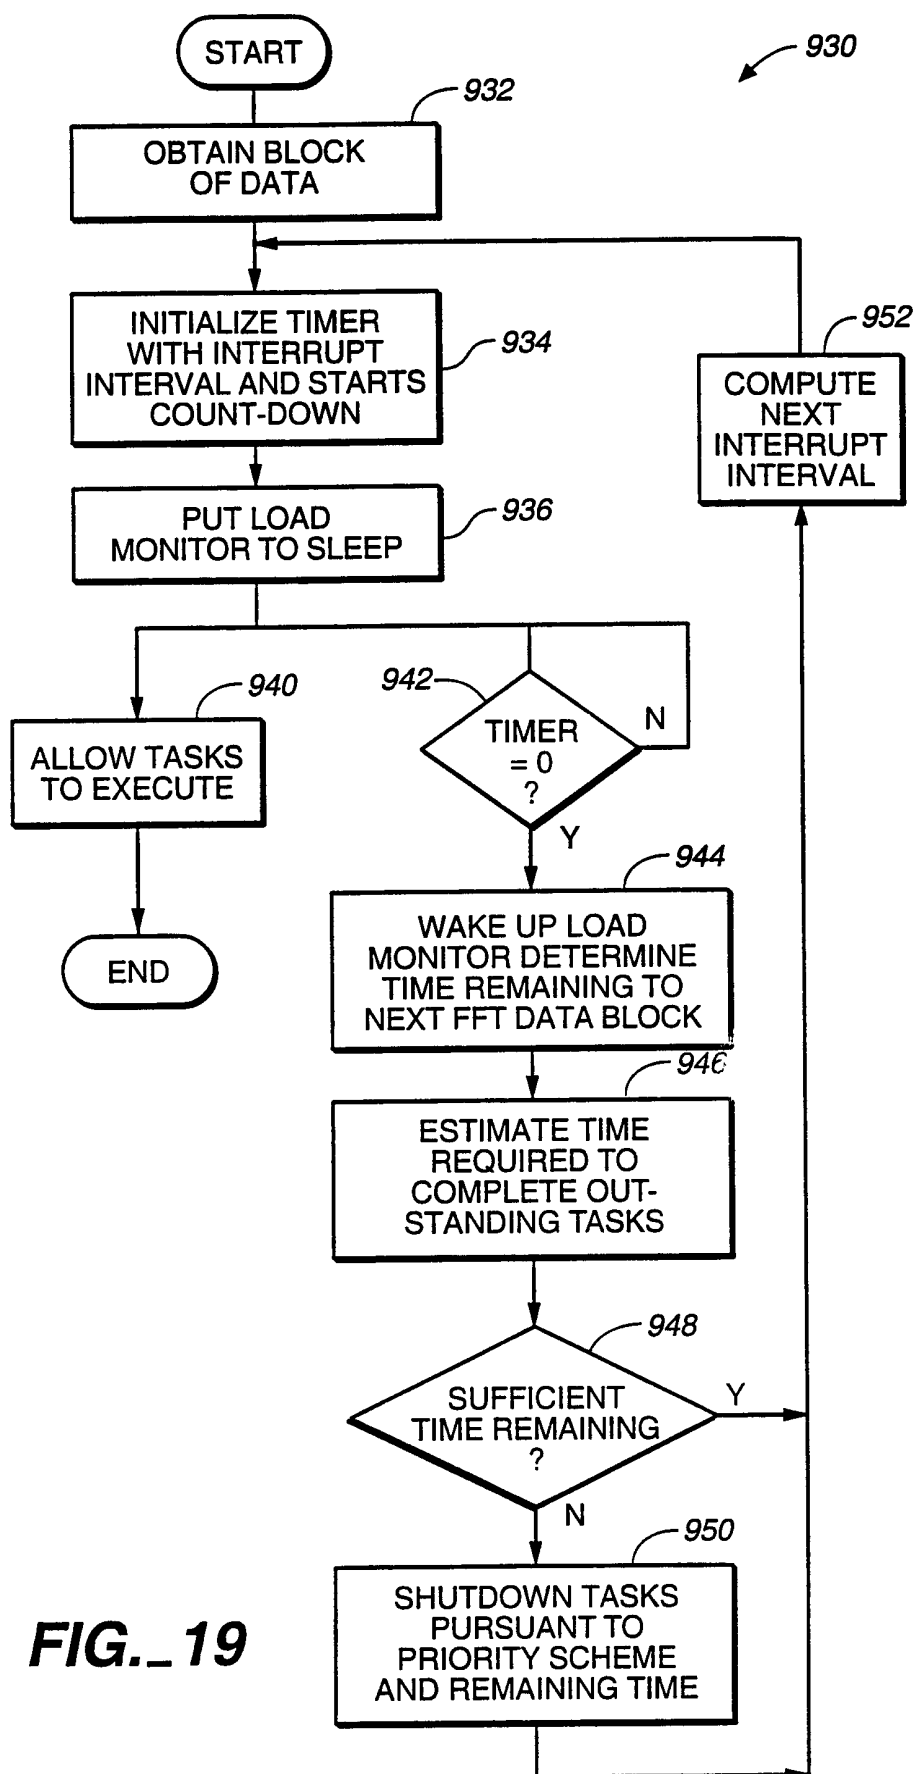 START
930
932
OBTAIN BLOCK
OF DATA
INITIALIZE TIMER
WITH INTERRUPT
INTERVAL AND STARTS
COUNT-DOWN
934
952
COMPUTE
NEXT
INTERRUPT
INTERVAL
PUT LOAD
MONITOR TO SLEEP
936
940
ALLOW TASKS
TO EXECUTE
942
TIMER
= 0
?
N
Y
END
944
WAKE UP LOAD
MONITOR DETERMINE
TIME REMAINING TO
NEXT FFT DATA BLOCK
946
ESTIMATE TIME
REQUIRED TO
COMPLETE OUT-
STANDING TASKS
948
SUFFICIENT
TIME REMAINING
?
Y
N
950
SHUTDOWN TASKS
PURSUANT TO
PRIORITY SCHEME
AND REMAINING TIME
FIG._19